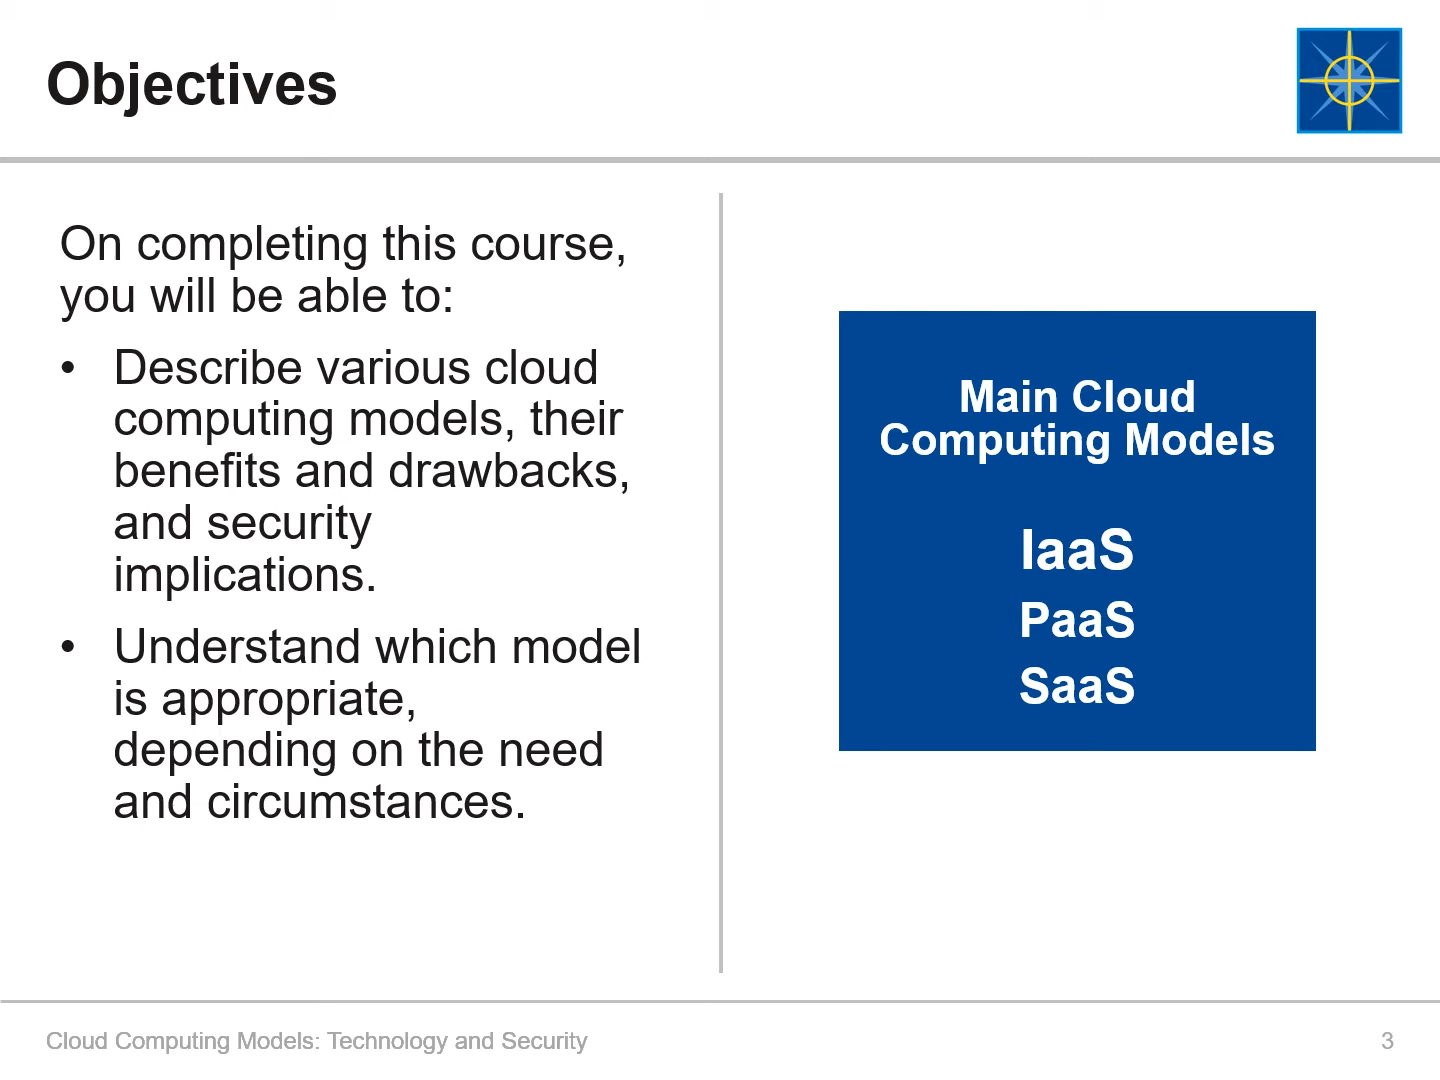 Objectives
On completing this course,
you will be able to:
• Describe various cloud
computing models, their
benefits and drawbacks,
and security
implications.
• Understand which model
is appropriate,
depending on the need
and circumstances.
Main Cloud
Computing Models
IaaS
PaaS
SaaS
Cloud Computing Models: Technology and Security
3